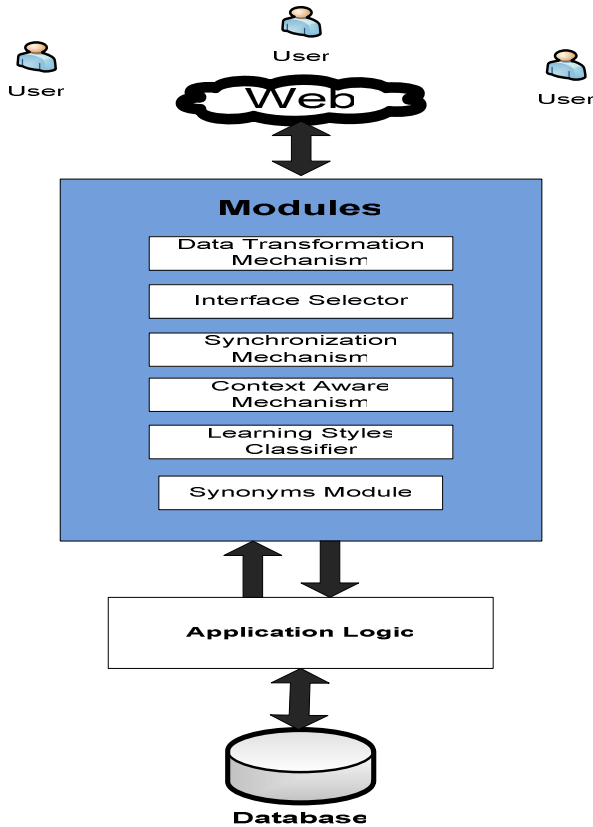 User
User
User
Web
Modules
Data Transformation
Mechanism
Interface Selector
Synchronization
Mechanism
Context Aware
Mechanism
Learning Styles
Classifier
Synonyms Module
Application Logic
Database